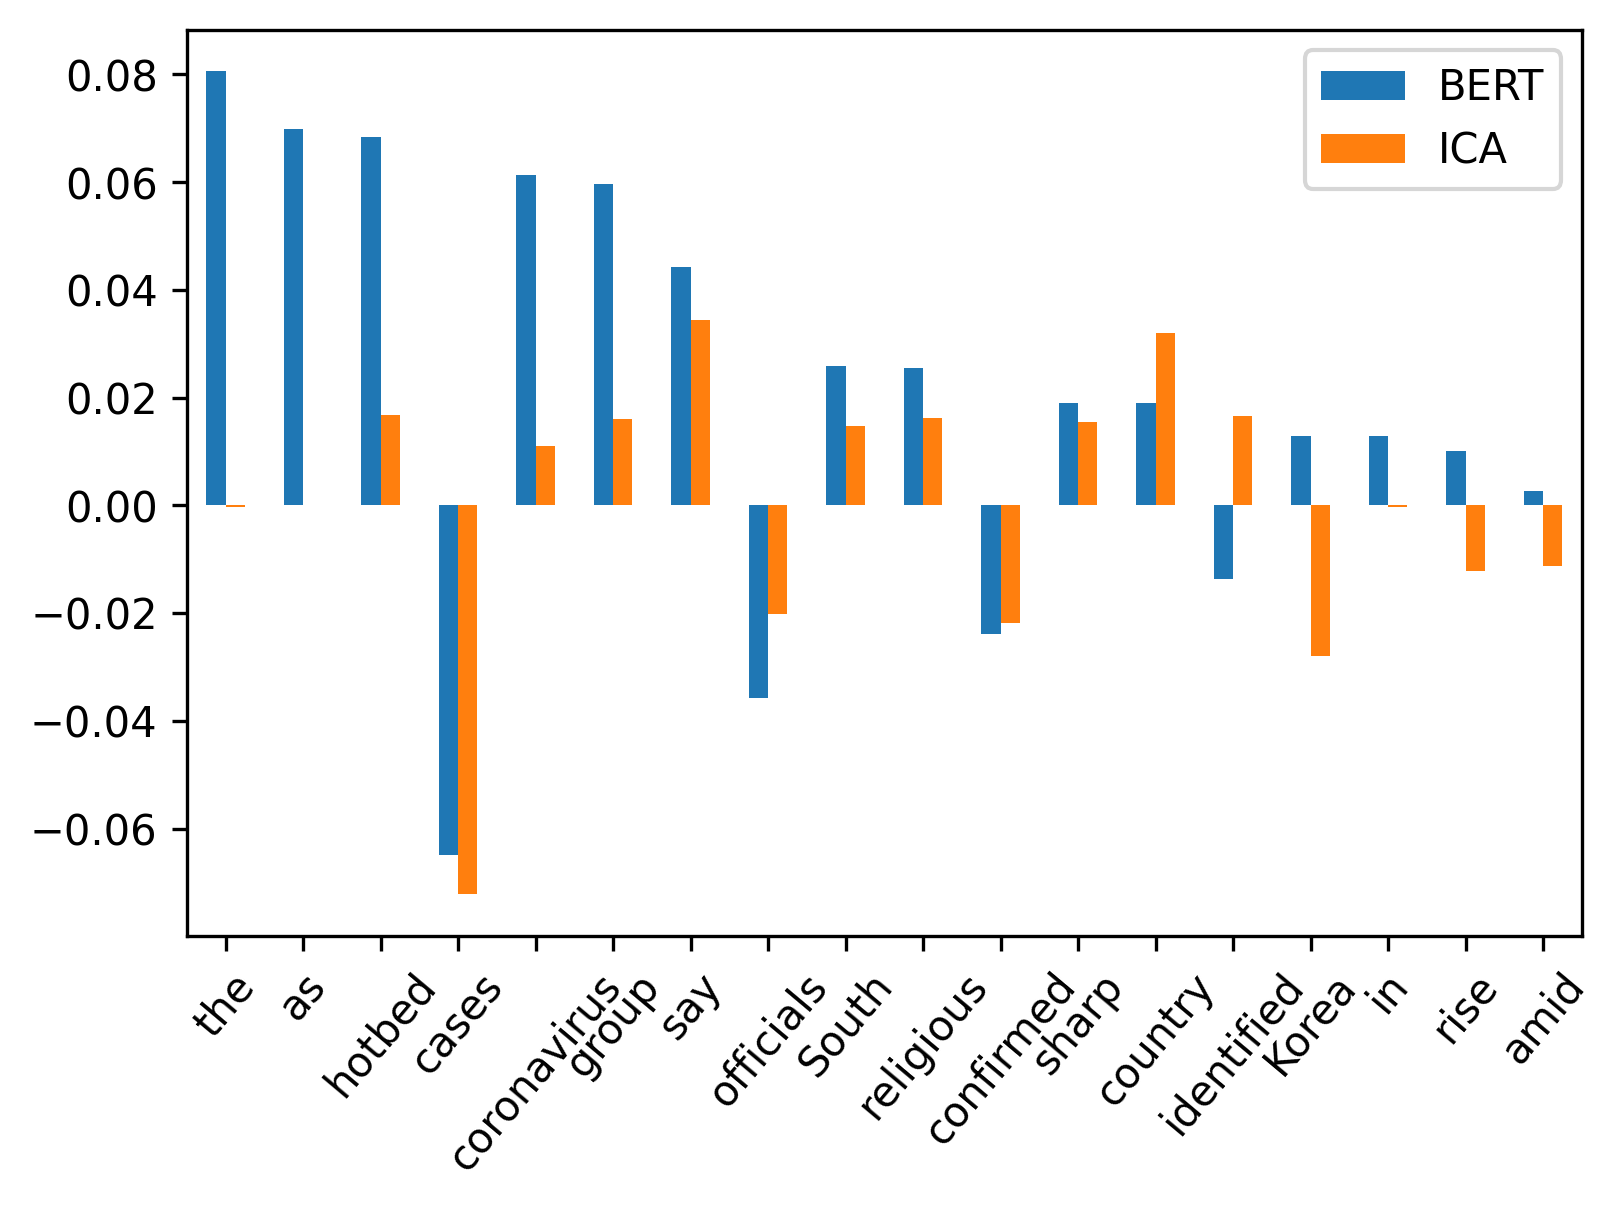 0.08
0.06
0.04
0.02
0.00
−0.02
−0.04
−0.06
BERT
ICA
the
as
hotbed
cases
coronavirus
group
say
officials
South
religious
confirmed
sharp
country
identified
Korea
in
rise
amid